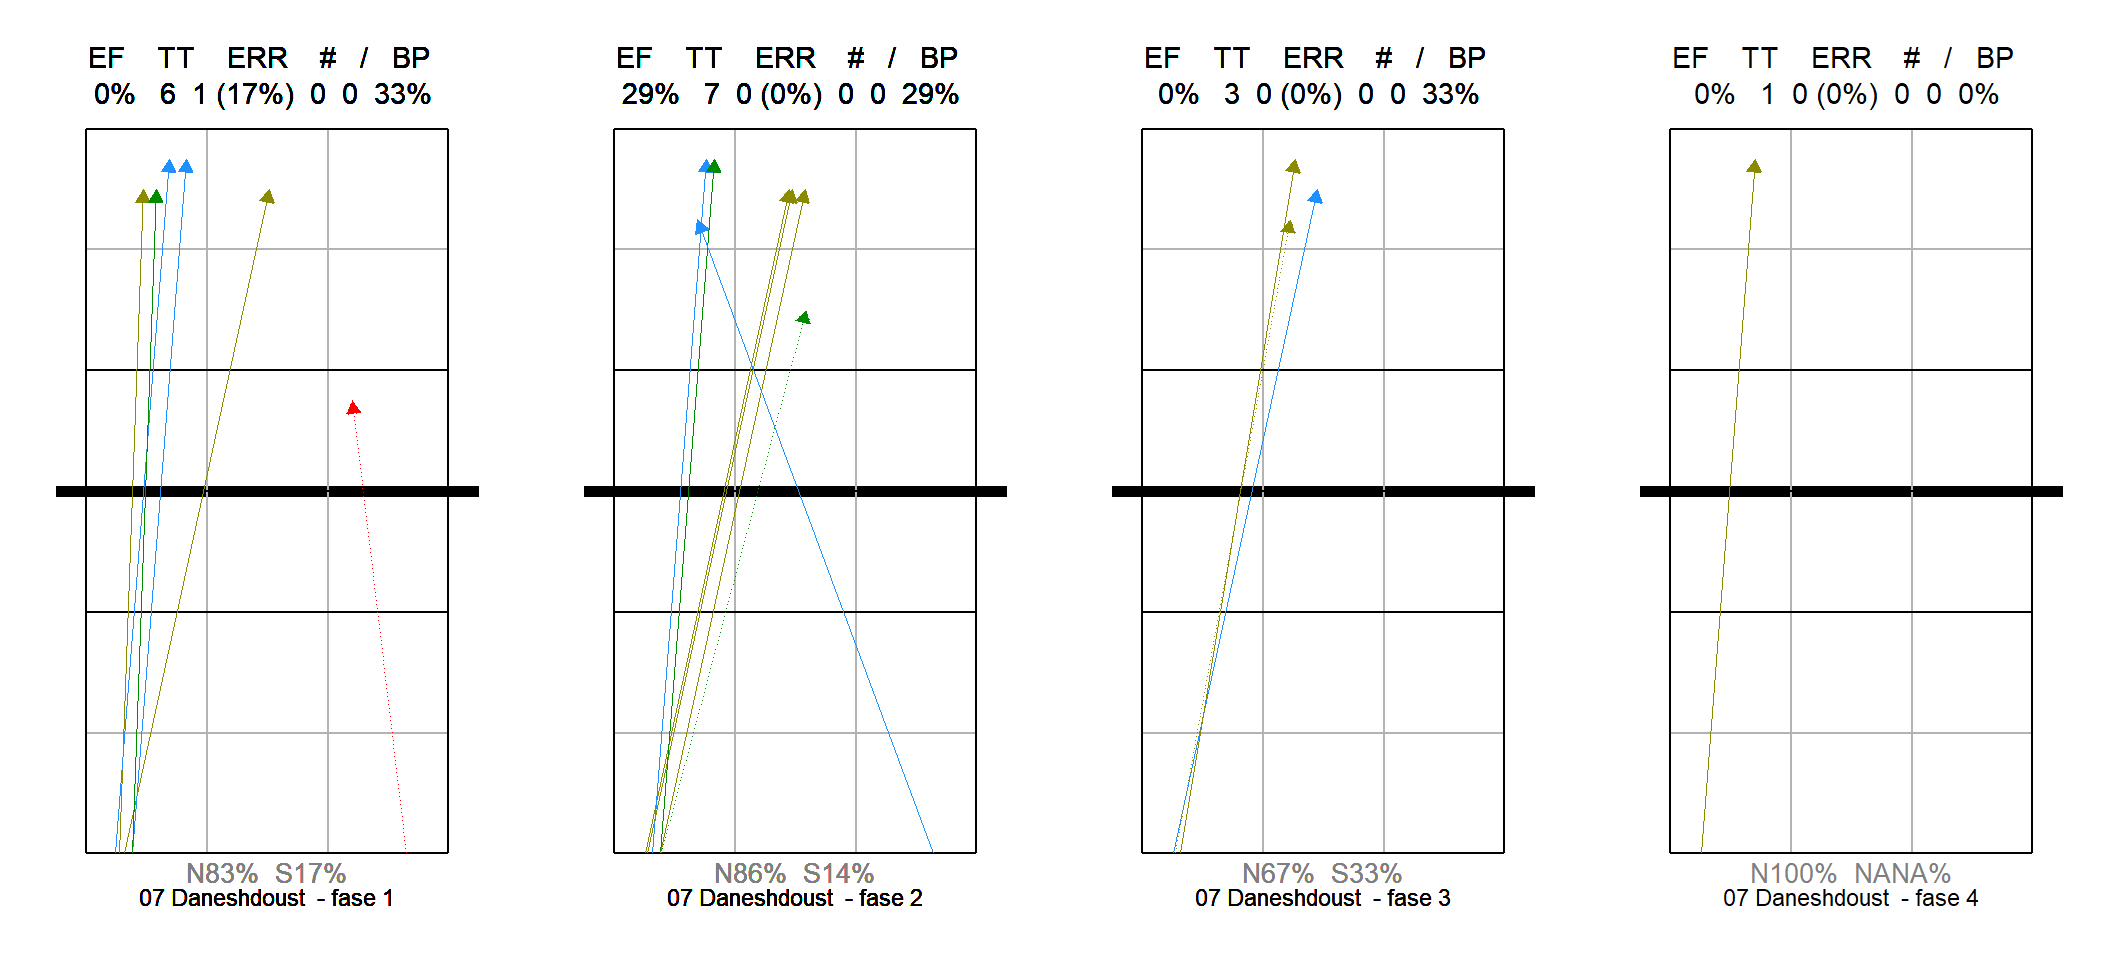 EF TT ERR # / BP
0% 6 1 (17%) 0 0 33%
N83% S17%
07 Daneshdoust - fase 1
EF TT ERR # / BP
29% 7 0 (0%) 0 0 29%
N86% S14%
07 Daneshdoust - fase 2
EF TT ERR # / BP
0% 3 0 (0%) 0 0 33%
N67% S33%
07 Daneshdoust - fase 3
EF TT ERR # / BP
0% 1 0 (0%) 0 0 0%
N100% NANA%
07 Daneshdoust - fase 4